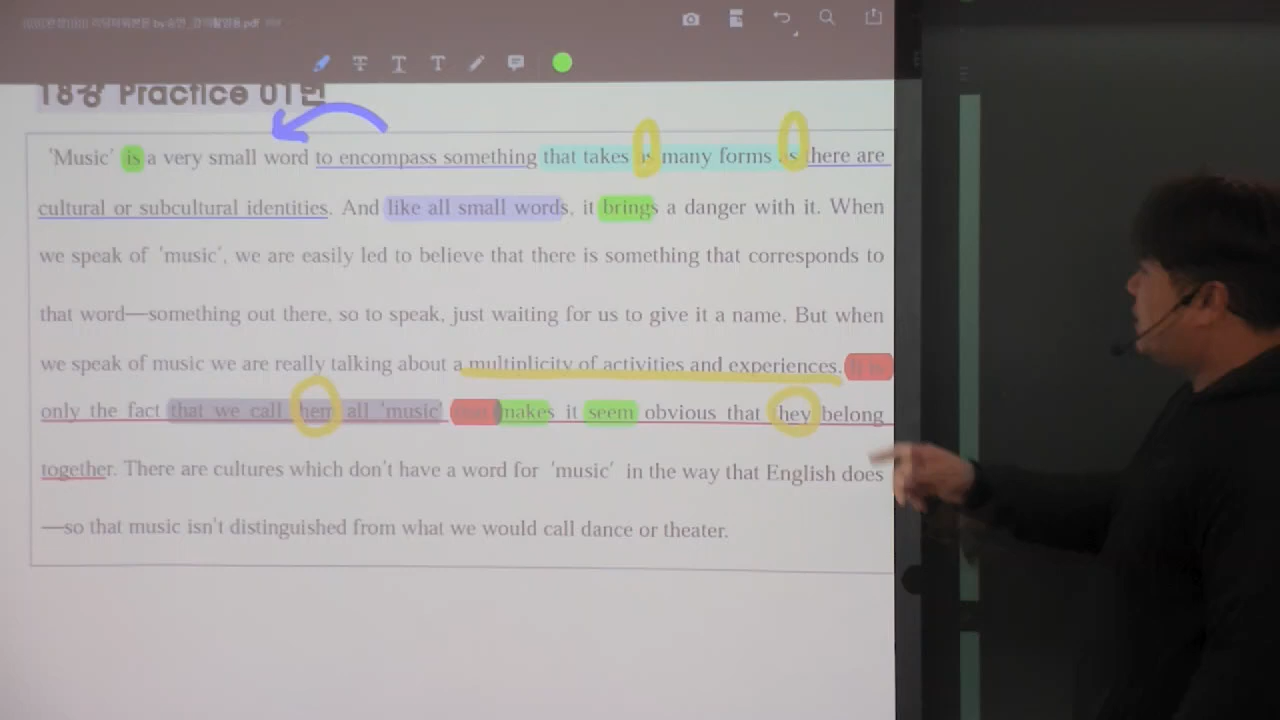 18강 Practice 01번
'Music' is a very small word to encompass something that takes as many forms as there are
cultural or subcultural identities. And like all small words, it brings a danger with it. When
we speak of 'music', we are easily led to believe that there is something that corresponds to
that word—something out there, so to speak, just waiting for us to give it a name. But when
we speak of music we are really talking about a multiplicity of activities and experiences.
only the fact that we call them all 'music' makes it seem obvious that they belong
together. There are cultures which don't have a word for 'music' in the way that English does
—so that music isn't distinguished from what we would call dance or theater.